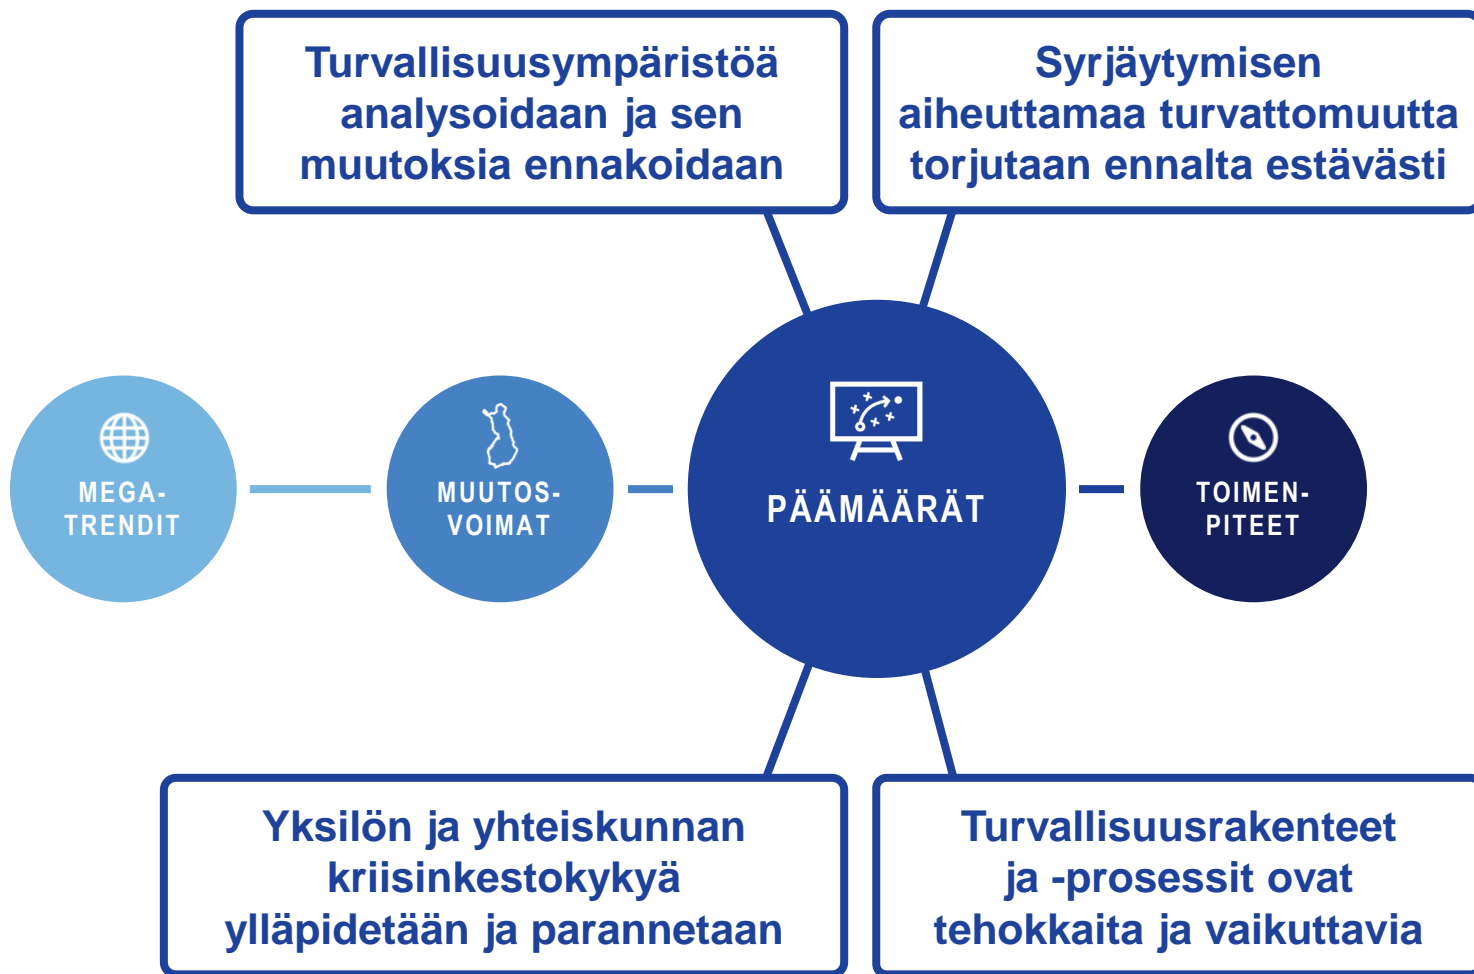 Turvallisuusympäristöä
analysoidaan ja sen
muutoksia ennakoidaan
Syrjäytymisen
aiheuttamaa turvattomuutta
torjutaan ennalta estävästi
MEGA-
TRENDIT
MUUTOS-
VOIMAT
PÄÄMÄÄRÄT
TOIMEN-
PITEET
Yksilön ja yhteiskunnan
kriisinkestokykyä
ylläpidetään ja parannetaan
Turvallisuusrakenteet
ja -prosessit ovat
tehokkaita ja vaikuttavia